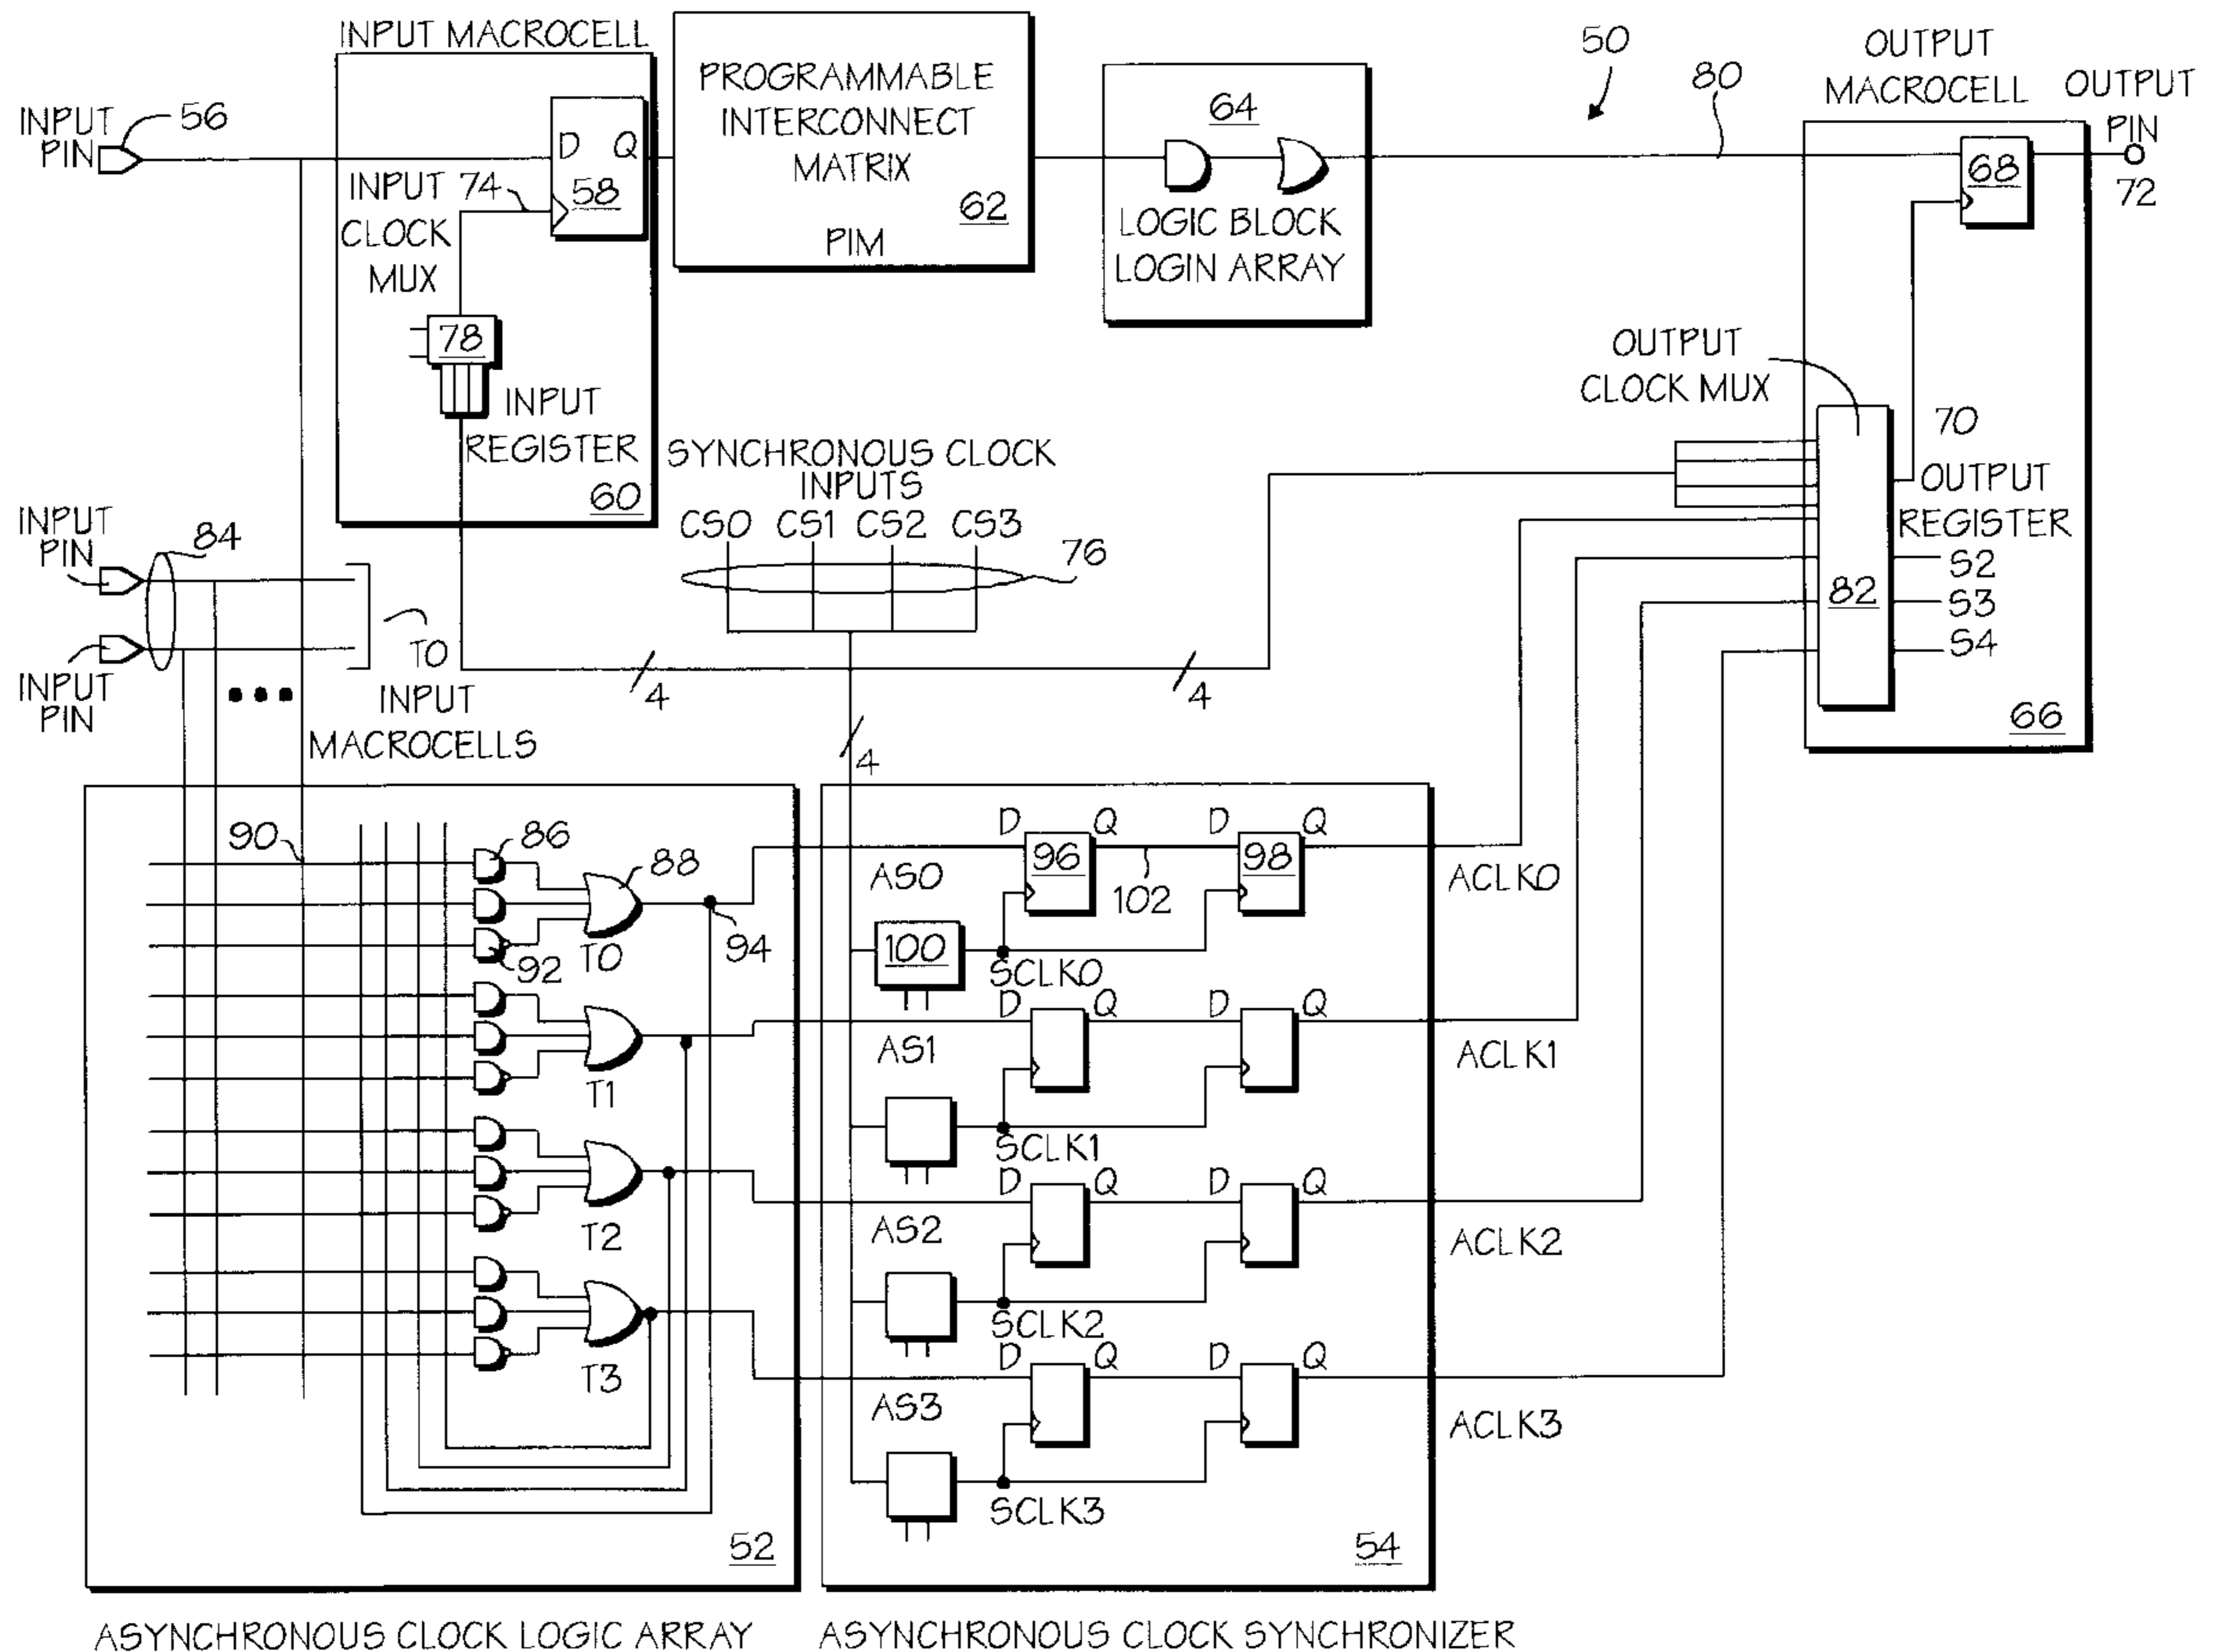 INPUT MACROCELL
INPUT
PIN
56
D Q
58
INPUT
CLOCK
MUX
74
78
INPUT
REGISTER
60
PROGRAMMABLE
INTERCONNECT
MATRIX
62
PIM
64
LOGIC BLOCK
LOGIN ARRAY
50
80
OUTPUT
MACROCELL
OUTPUT
PIN
68
72
OUTPUT
CLOCK MUX
70
OUTPUT
REGISTER
82
S2
S3
S4
66
INPUT
PIN
84
INPUT
PIN
TO
INPUT
MACROCELLS
SYNCHRONOUS CLOCK
INPUTS
CS0 CS1 CS2 CS3
76
4
4
4
90
86
88
92
T0
94
T1
T2
T3
52
D Q D Q
96
98
102
AS0
ACLK0
100
SCLK0
D Q D Q
AS1
ACLK1
SCLK1
D Q D Q
AS2
ACLK2
SCLK2
D Q D Q
AS3
ACLK3
SCLK3
54
ASYNCHRONOUS CLOCK LOGIC ARRAY
ASYNCHRONOUS CLOCK SYNCHRONIZER